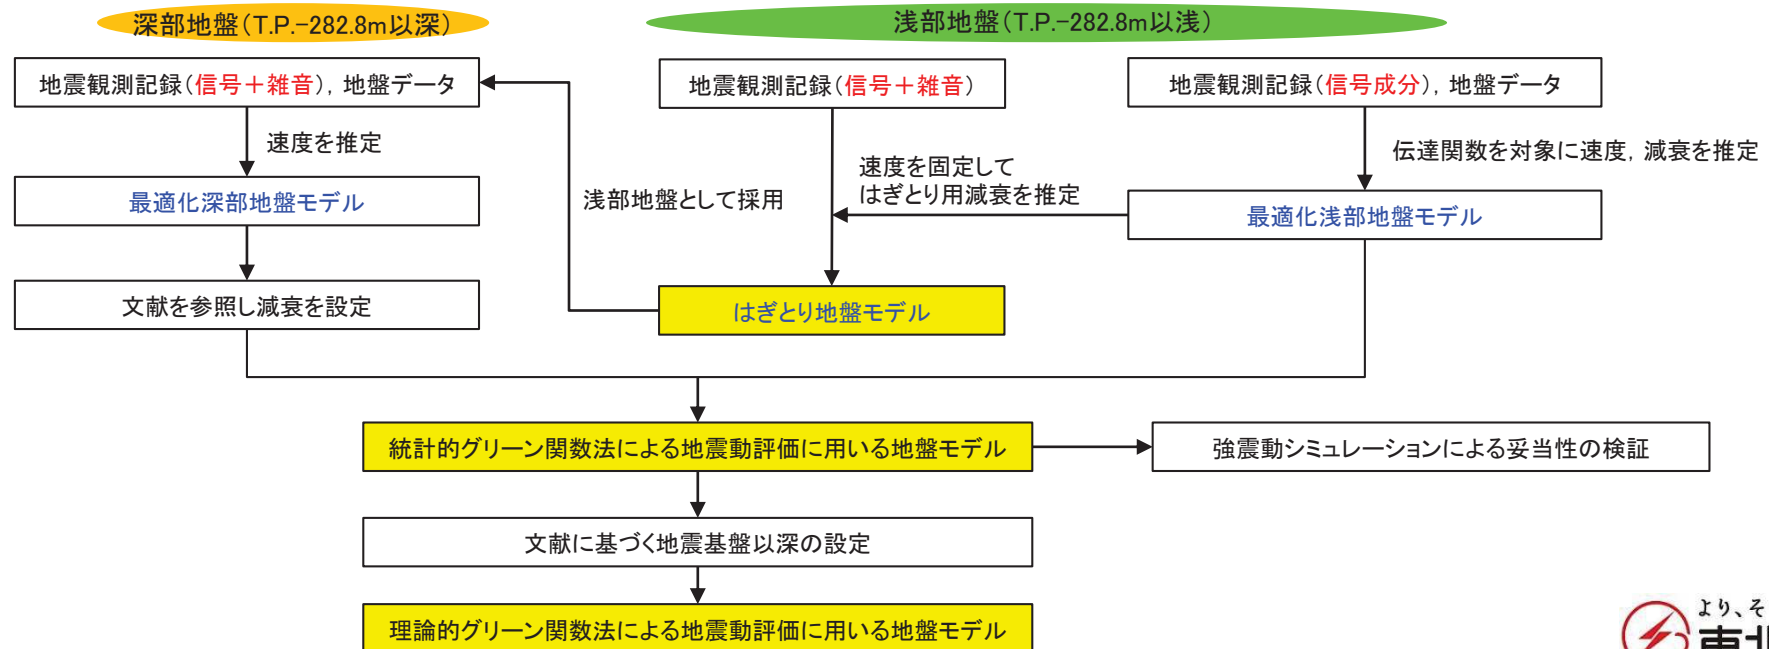 深部地盤(T.P.-282.8m以深)
浅部地盤(T.P.-282.8m以浅)
地震観測記録(信号+雑音), 地盤データ
地震観測記録(信号+雑音)
地震観測記録(信号成分), 地盤データ
速度を推定
伝達関数を対象に速度, 減衰を推定
速度を固定して
はぎとり用減衰を推定
最適化深部地盤モデル
浅部地盤として採用
最適化浅部地盤モデル
文献を参照し減衰を設定
はぎとり地盤モデル
統計的グリーン関数法による地震動評価に用いる地盤モデル
強震動シミュレーションによる妥当性の検証
文献に基づく地震基盤以深の設定
理論的グリーン関数法による地震動評価に用いる地盤モデル
より、そ
東北